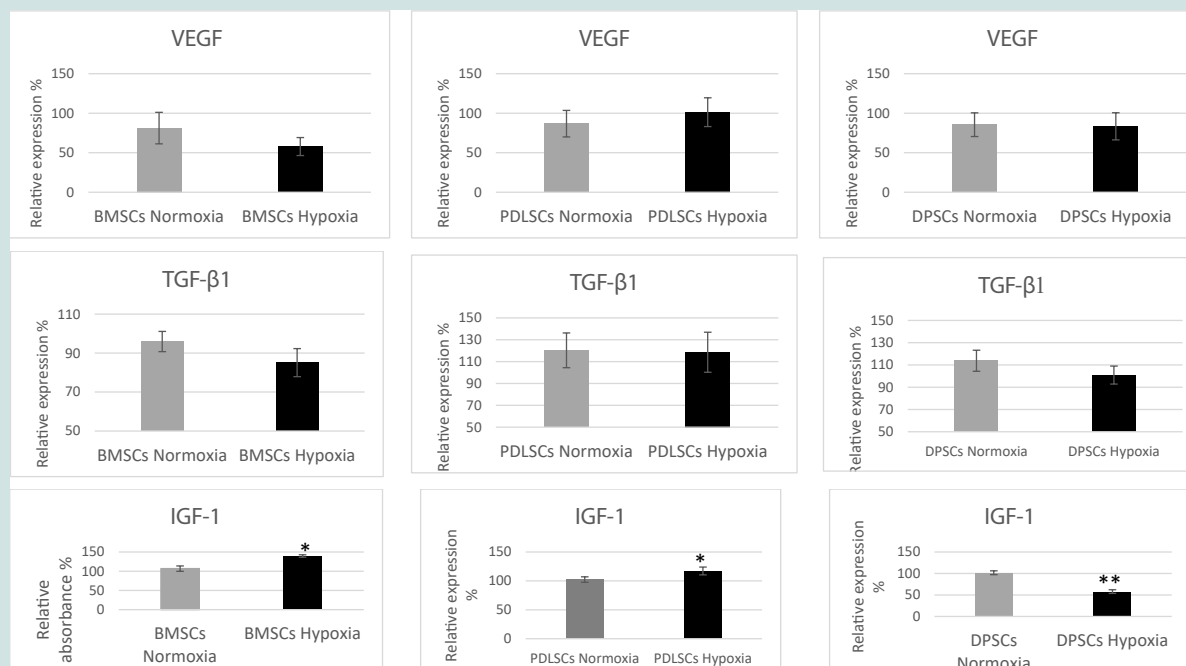 VEGF
Relative expression %
150
100
50
0
BMSCs Normoxia BMSCs Hypoxia
VEGF
Relative expression %
150
100
50
0
PDLSCs Normoxia PDLSCs Hypoxia
VEGF
Relative expression %
150
100
50
0
DPSCs Normoxia DPSCs Hypoxia
TGF-β1
Relative expression %
110
90
70
50
BMSCs Normoxia BMSCs Hypoxia
TGF-β1
Relative expression %
150
130
110
90
70
50
PDLSCs Normoxia PDLSCs Hypoxia
TGF-β1
Relative expression %
150
130
110
90
70
50
DPSCs Normoxia DPSCs Hypoxia
IGF-1
Relative
absorbance %
150
100
50
0
*
BMSCs BMSCs Hypoxia
Normoxia
IGF-1
Relative expression
%
150
100
50
0
*
PDLSCs Normoxia PDLSCs Hypoxia
IGF-1
Relative expression
%
150
100
50
0
**
DPSCs DPSCs Hypoxia
Normoxia